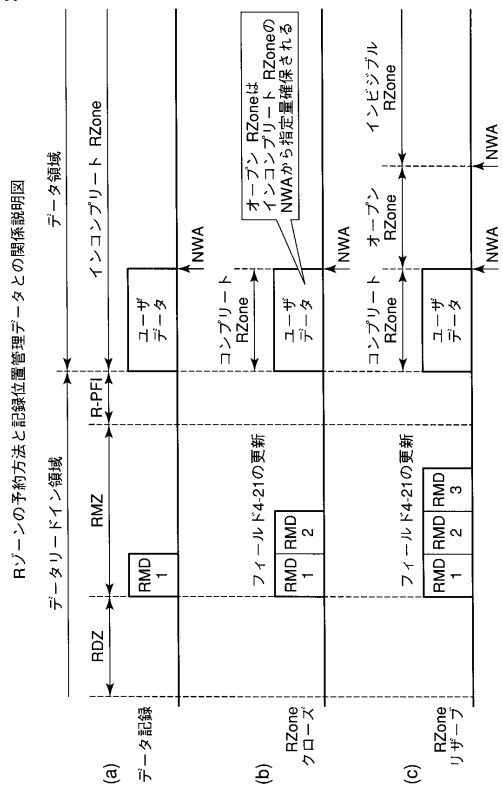 Rゾーンの予約方法と記録位置管理データとの関係説明図
データリードイン領域
データ領域
RDZ
RMZ
R-PFI
インコンプリート RZone
(a)
データ記録
RMD
1
ユーザ
データ
NWA
(b)
RZone
クローズ
フィールド4-21の更新
RMD
1
RMD
2
コンプリート
RZone
ユーザ
データ
NWA
オープン RZoneは
インコンプリート RZoneの
NWAから指定量確保される
(c)
RZone
リザーブ
フィールド4-21の更新
RMD
1
RMD
2
RMD
3
コンプリート
RZone
オープン
RZone
インビジブル
RZone
ユーザ
データ
NWA
NWA